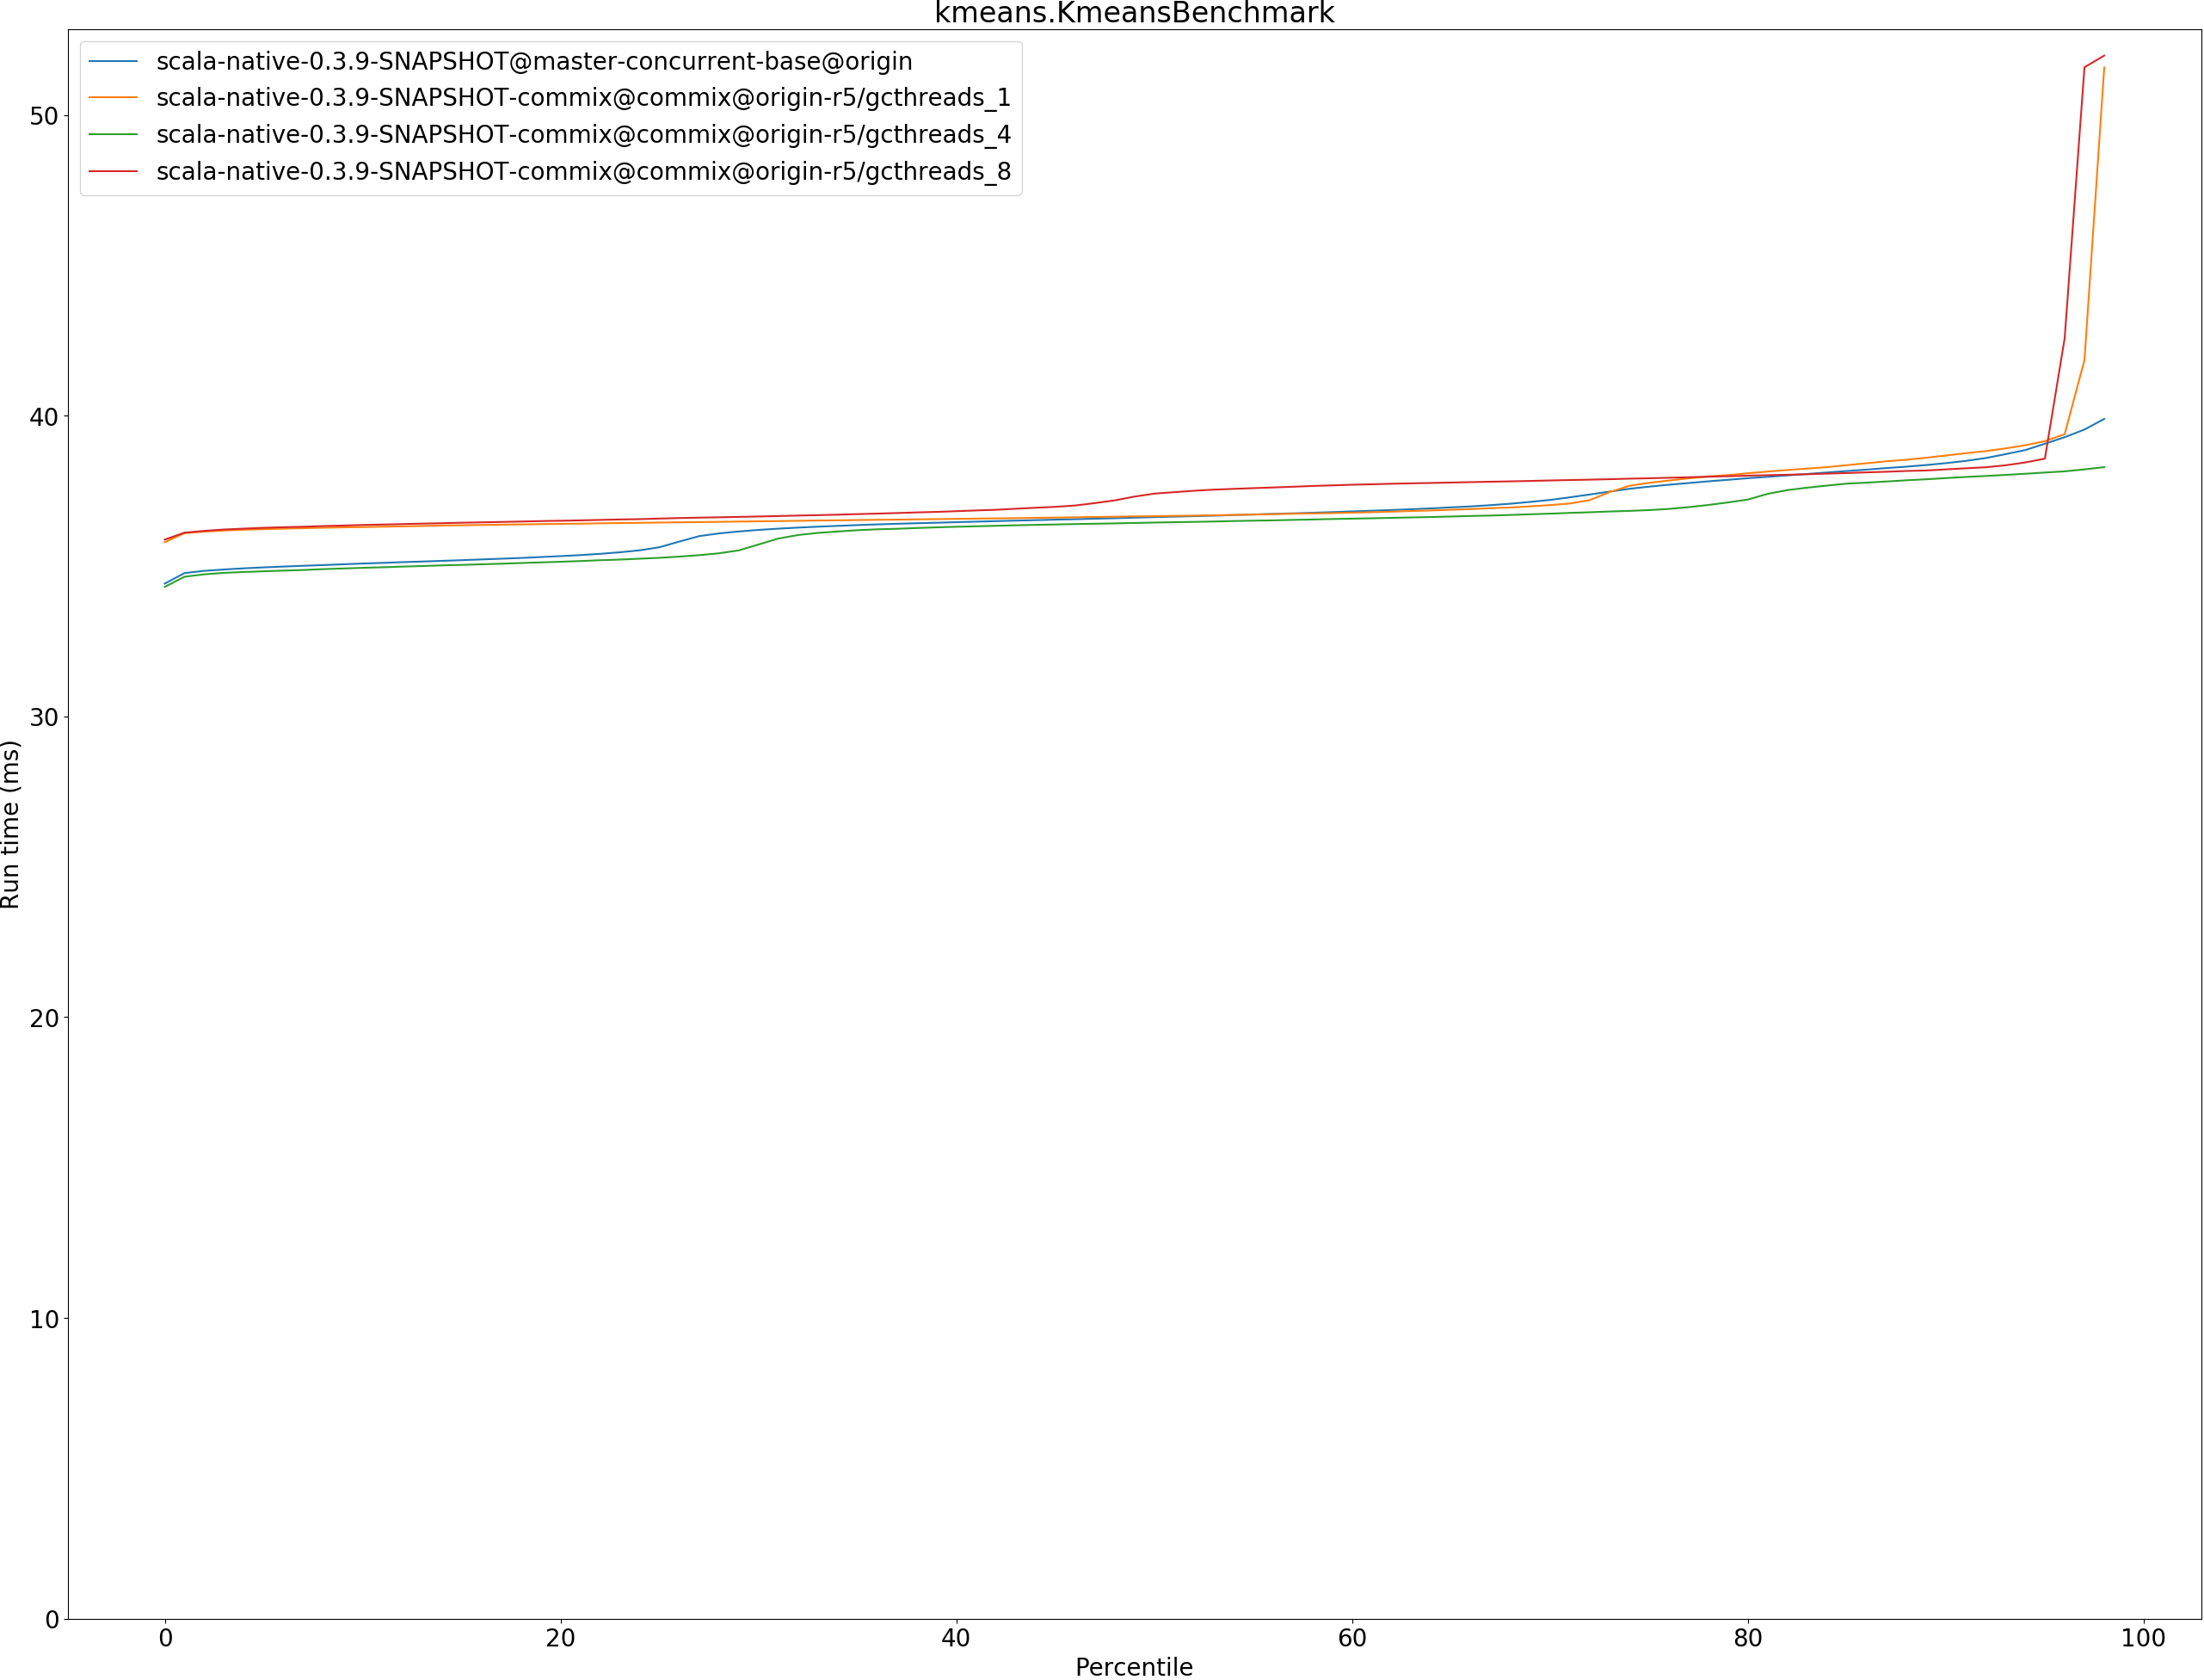 kmeans.KmeansBenchmark
scala-native-0.3.9-SNAPSHOT@master-concurrent-base@origin
scala-native-0.3.9-SNAPSHOT-commix@commix@origin-r5/gcthreads_1
scala-native-0.3.9-SNAPSHOT-commix@commix@origin-r5/gcthreads_4
scala-native-0.3.9-SNAPSHOT-commix@commix@origin-r5/gcthreads_8
50
40
30
20
10
0
Run time (ms)
0 20 40 60 80 100
Percentile